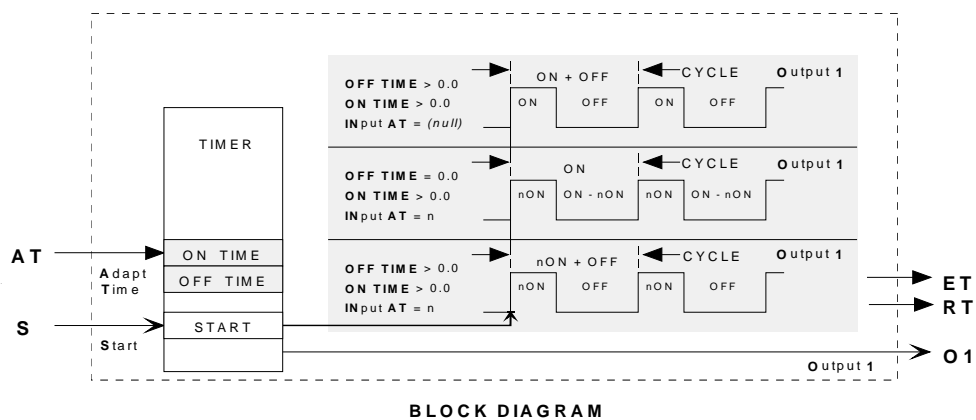 ON + OFF
CYCLE
Output 1
OFF TIME > 0.0
ON TIME > 0.0
INput AT = (null)
ON
OFF
ON
OFF
TIMER
ON
CYCLE
Output 1
OFF TIME = 0.0
ON TIME > 0.0
INput AT = n
nON
ON - nON
nON
ON - nON
AT
ON TIME
Adapt
Time
OFF TIME
nON + OFF
CYCLE
Output 1
OFF TIME > 0.0
ON TIME > 0.0
INput AT = n
nON
OFF
nON
OFF
ET
RT
S
START
Start
O1
Output 1
BLOCK DIAGRAM